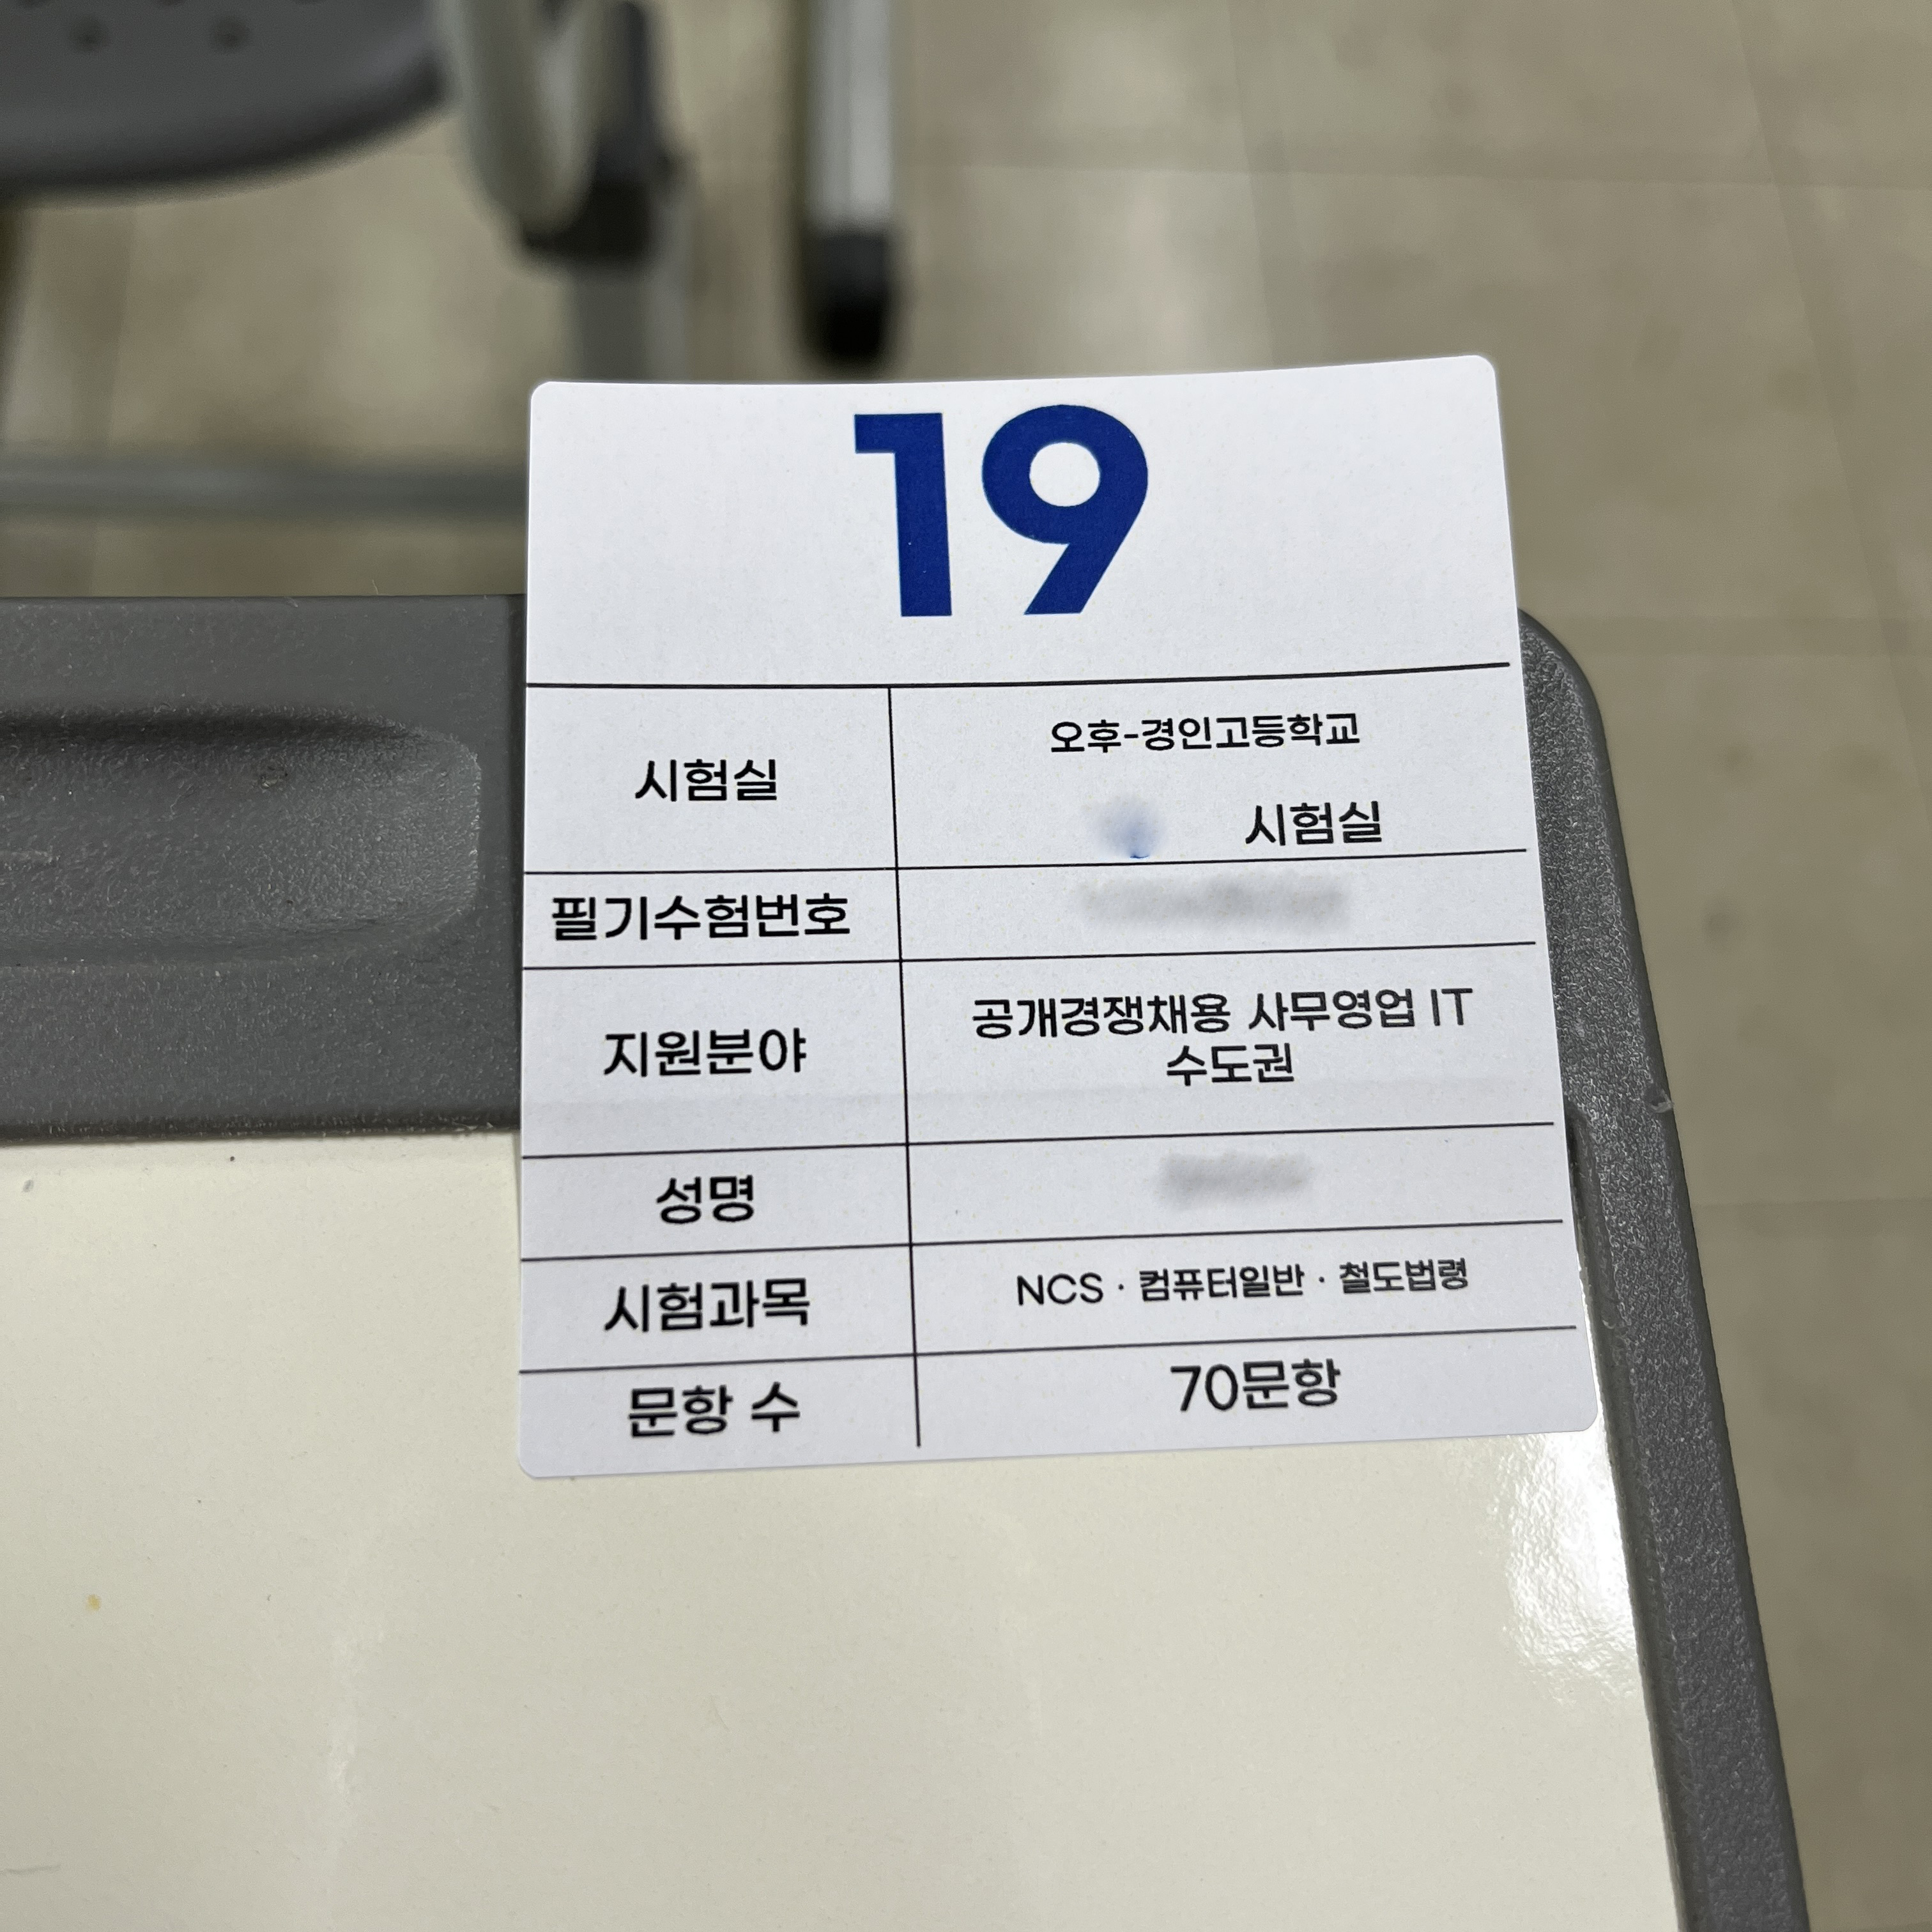 19
시험실
오후-경인고등학교
시험실
필기수험번호
지원분야
공개경쟁채용 사무영업 IT
수도권
성명
시험과목
NCS · 컴퓨터일반 · 철도법령
문항 수
70문항